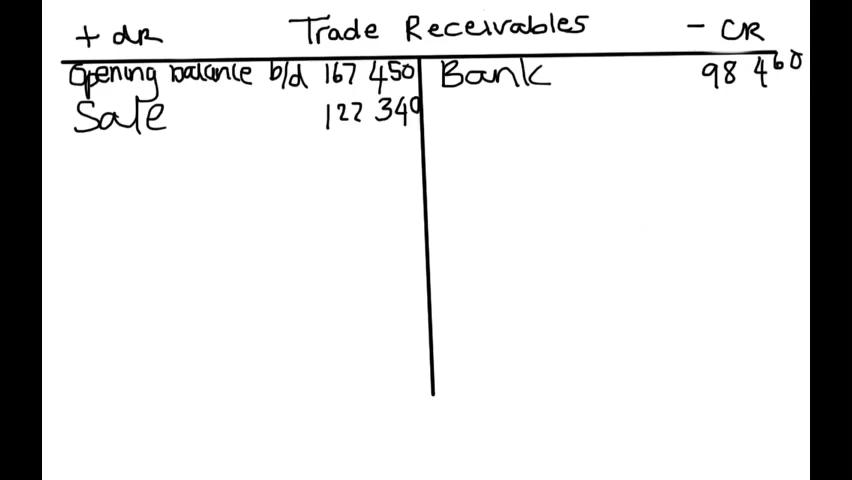 + dR Trade Receivables - CR
Opening balance b/d 167 450 Bank 98 460
Sale 122 340